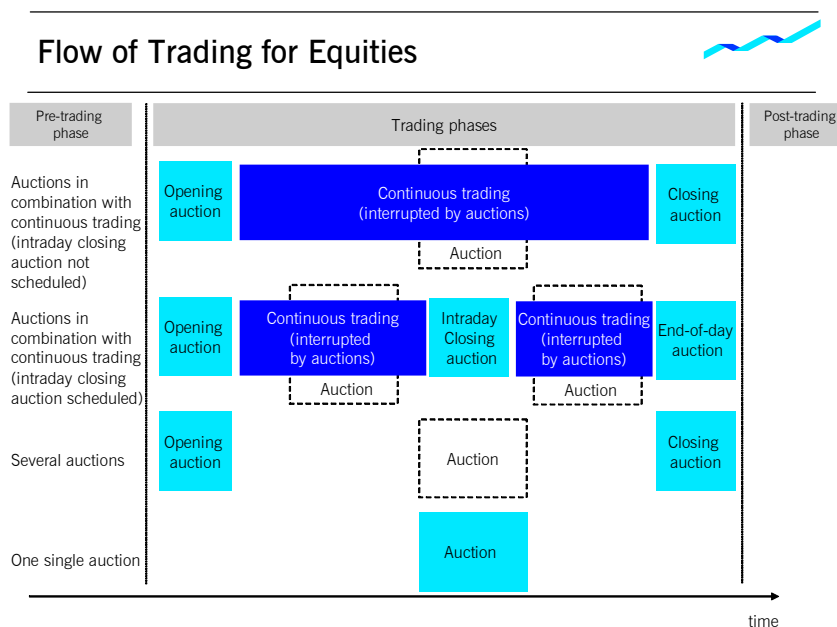 Flow of Trading for Equities
Pre-trading
phase
Trading phases
Post-trading
phase
Auctions in
combination with
continuous trading
(intraday closing
auction not
scheduled)
Opening
auction
Continuous trading
(interrupted by auctions)
Auction
Closing
auction
Auctions in
combination with
continuous trading
(intraday closing
auction scheduled)
Opening
auction
Continuous trading
(interrupted
by auctions)
Auction
Intraday
Closing
auction
Continuous trading
(interrupted
by auctions)
Auction
End-of-day
auction
Several auctions
Opening
auction
Auction
Closing
auction
One single auction
Auction
time